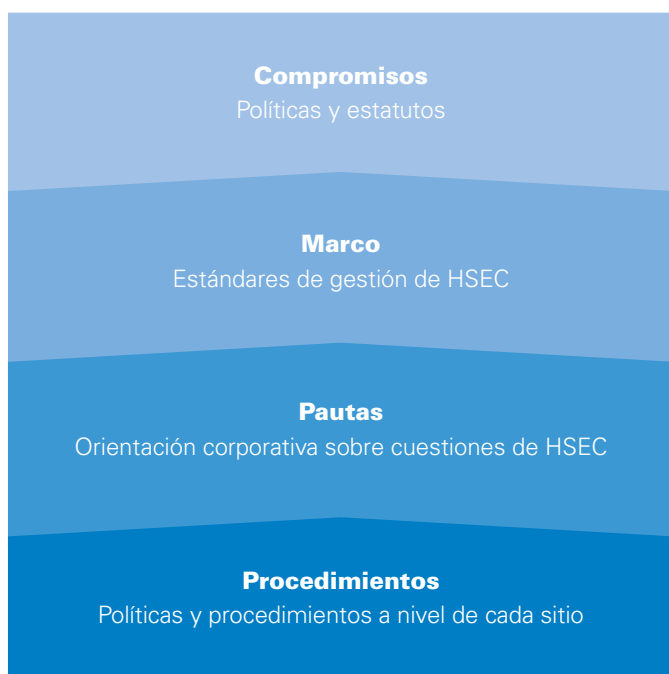 Compromisos
Políticas y estatutos
Marco
Estándares de gestión de HSEC
Pautas
Orientación corporativa sobre cuestiones de HSEC
Procedimientos
Políticas y procedimientos a nivel de cada sitio